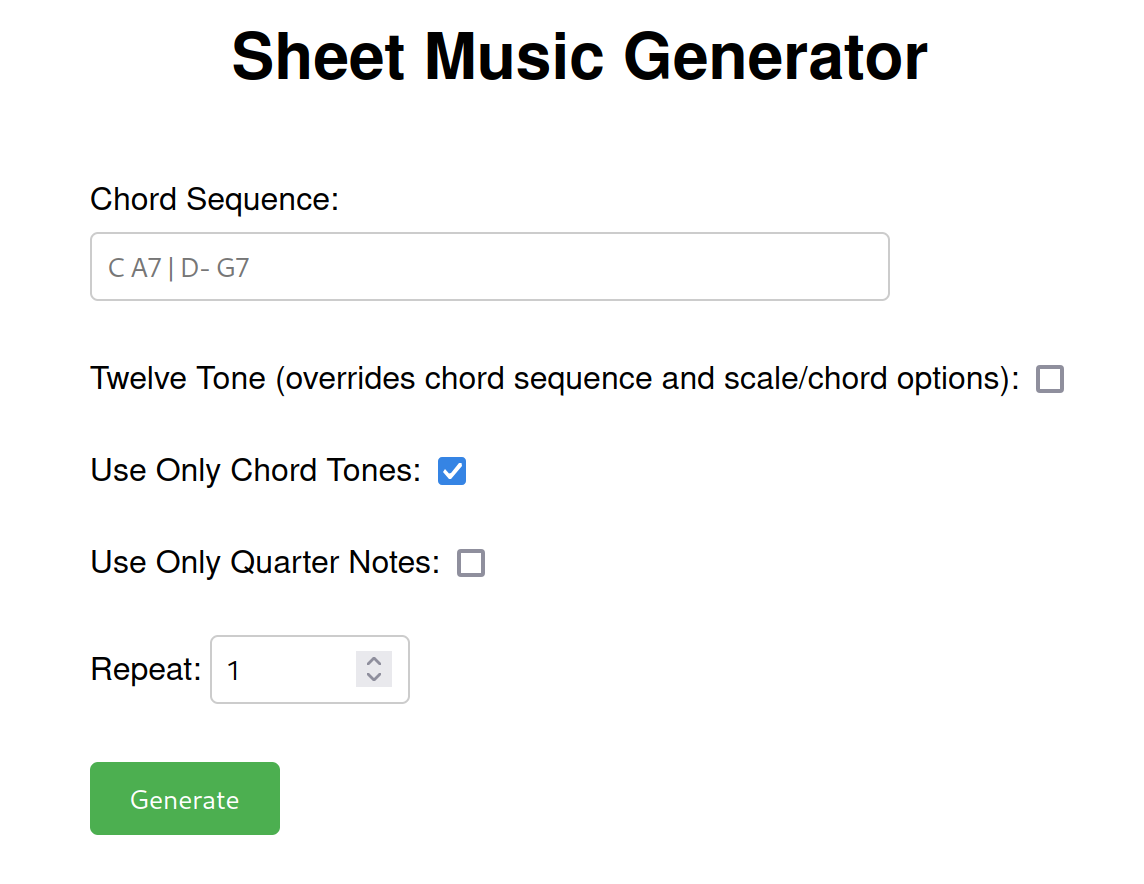 Sheet Music Generator
Chord Sequence:
C A7 | D- G7
Twelve Tone (overrides chord sequence and scale/chord options):
Use Only Chord Tones:
Use Only Quarter Notes:
Repeat: 1
Generate